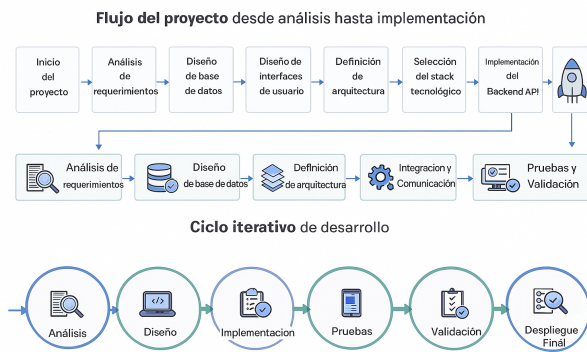 Flujo del proyecto desde análisis hasta implementación
Inicio
del
proyecto
Análisis
de
requerimientos
Diseño
de base
de datos
Diseño de
interfaces
de usuario
Definición
de
arquitectura
Selección
del stack
tecnológico
Implementación
del
Backend API
Análisis de
requerimientos
Diseño
de base de datos
Definición
de arquitectura
Integracion y
Comunicación
Pruebas y
Validación
Ciclo iterativo de desarrollo
</>
Análisis
Diseño
Implementacion
Pruebas
Validación
Despliegue
Finál